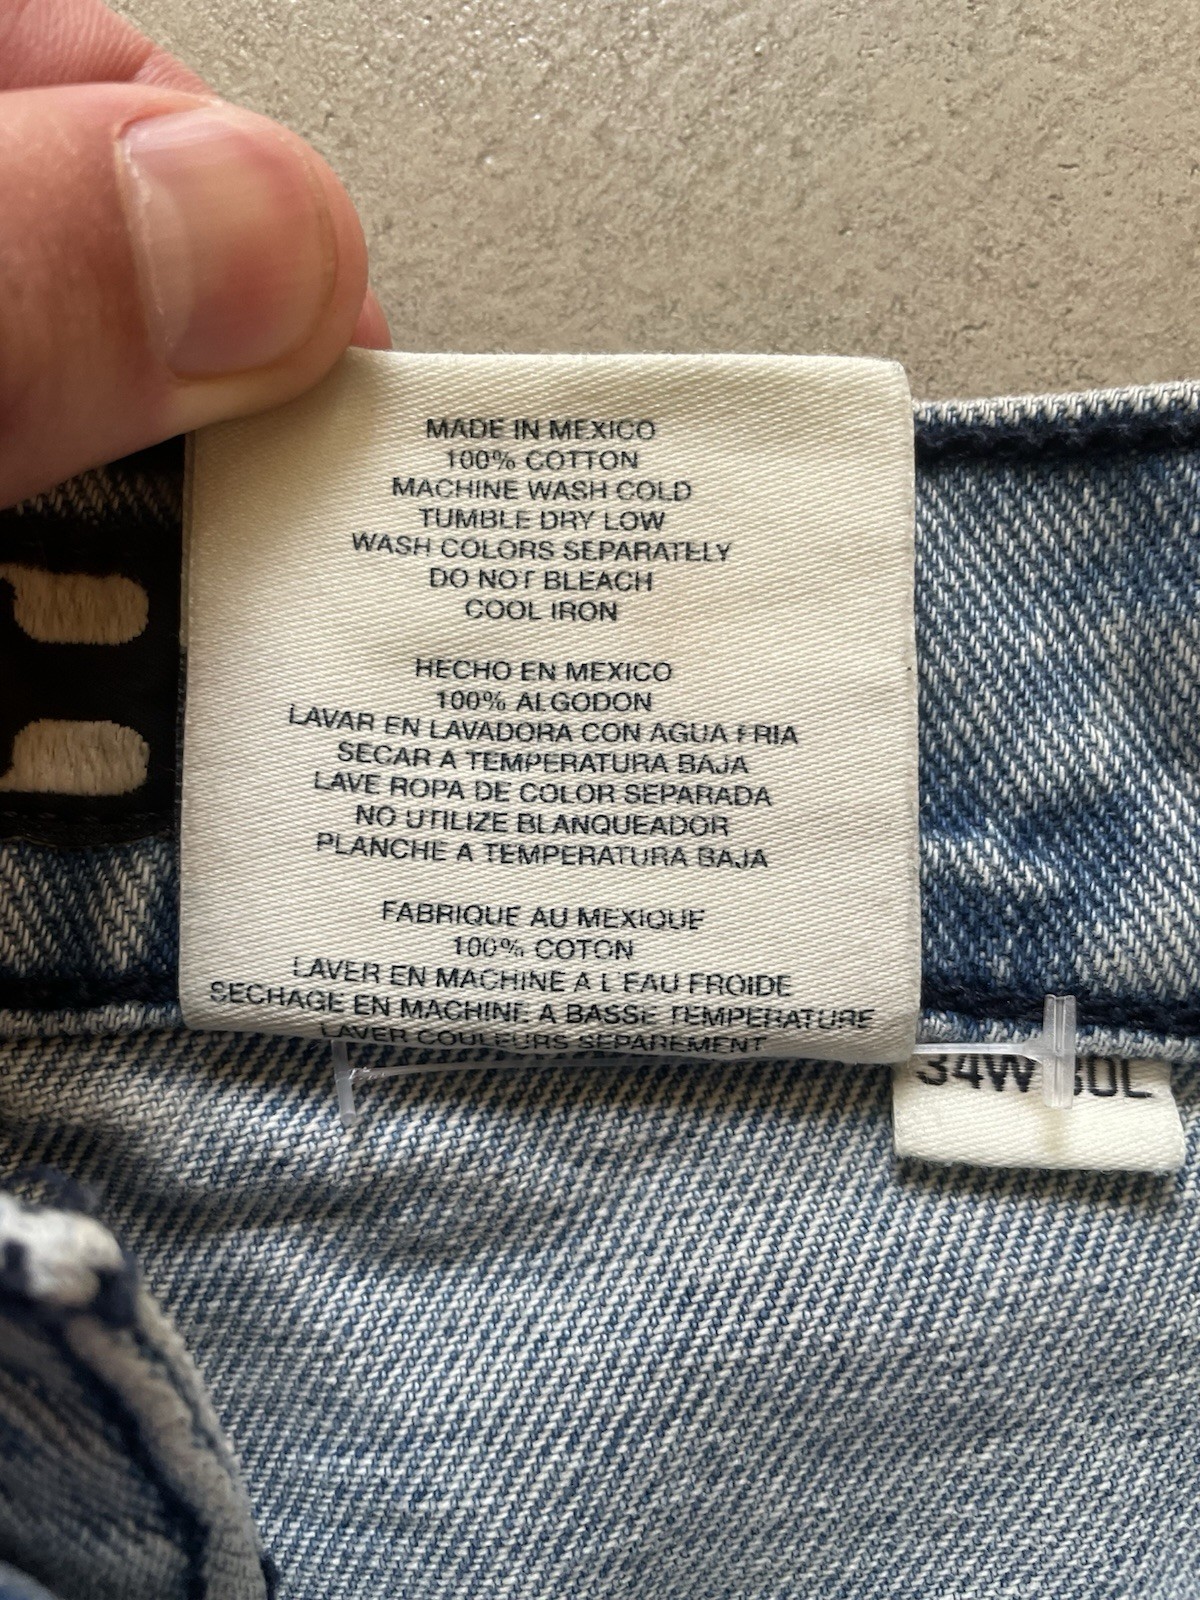 MADE IN MEXICO
100% COTTON
MACHINE WASH COLD
TUMBLE DRY LOW
WASH COLORS SEPARATELY
DO NOT BLEACH
COOL IRON
HECHO EN MEXICO
100% ALGODON
LAVAR EN LAVADORA CON AGUA FRIA
SECAR A TEMPERATURA BAJA
LAVE ROPA DE COLOR SEPARADA
NO UTILIZE BLANQUEADOR
PLANCHE A TEMPERATURA BAJA
FABRIQUE AU MEXIQUE
100% COTON
LAVER EN MACHINE A L'EAU FROIDE
SECHAGE EN MACHINE A BASSE TEMPERATURE
LAVER COULEURS SEPAREMENT
34W